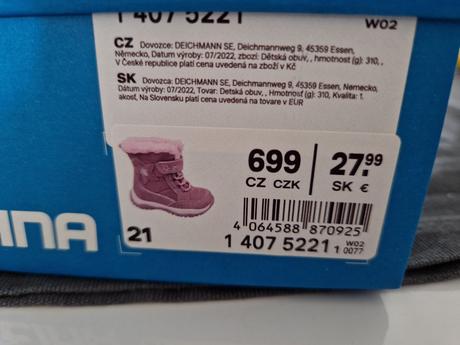 1 407 5221 W02
CZ Dovozce: DEICHMANN SE, Deichmannweg 9, 45359 Essen,
Německo, Datum výroby: 07/2022, zbozi: Dětská obuv, , hmotnost (g): 310, ,
V České republice platí cena uvedená na zboží v Kč
SK Dovozca: DEICHMANN SE, Deichmannweg 9, 45359 Essen, Nemecko,
Dátum výroby: 07/2022, Tovar: Detská obuv, , Hmotnosť (g): 310, Kvalita: 1.
akosť, Na Slovensku platí cena uvedená na tovare v EUR
699 27.99
CZ CZK SK €
4 064588 870925
21 1 407 5221 1 W02 0077
INA